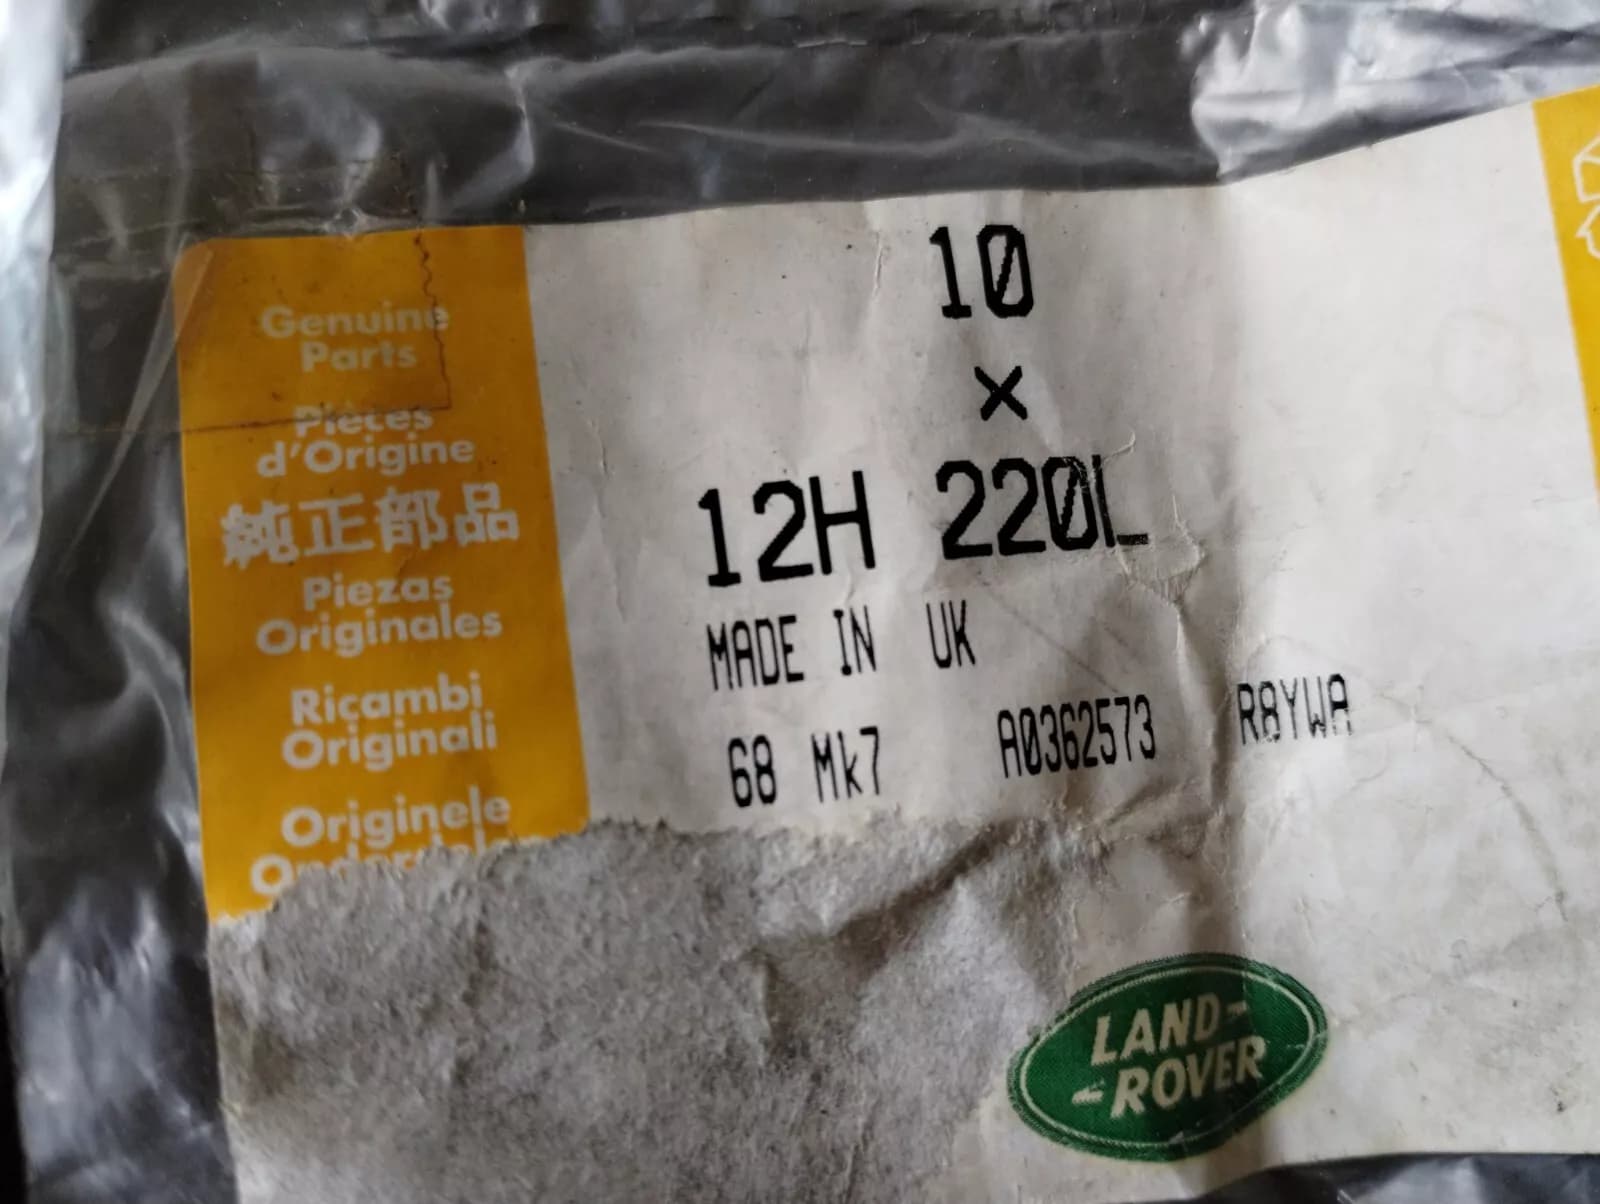 Genuine
Parts
Pièces
d'Origine
純正部品
Piezas
Originales
Ricambi
Originali
Originele
10
×
12H 220L
MADE IN UK
68 Mk7 A0362573 R8YWA
LAND-
-ROVER